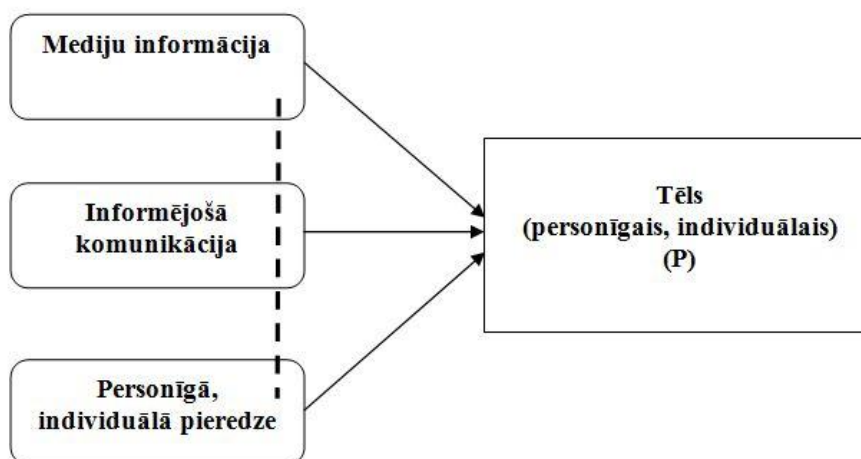 Mediju informācija
Informējošā
komunikācija
Personīgā,
individuālā pieredze
Tēls
(personīgais, individuālais)
(P)